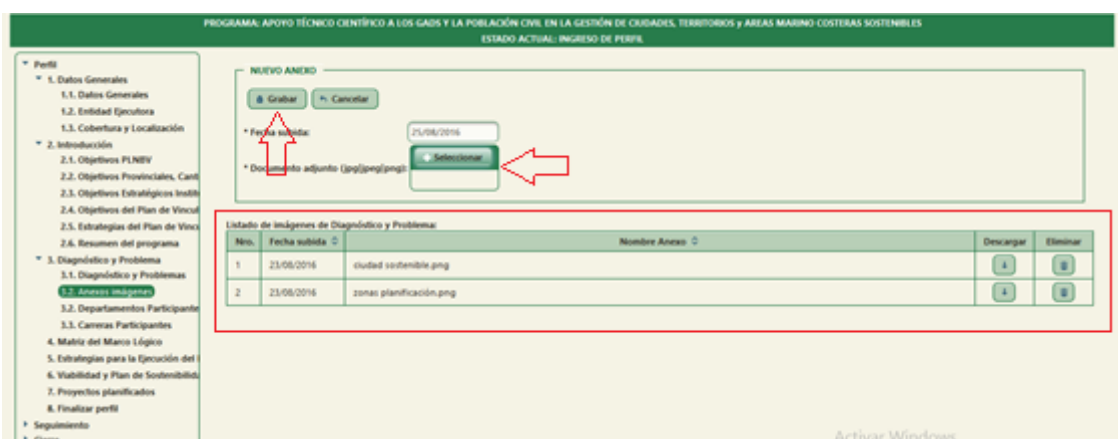 PROGRAMA: APOYO TÉCNICO CIENTÍFICO A LOS GADS Y LA POBLACIÓN CIVIL EN LA GESTIÓN DE CIUDADES, TERRITORIOS y AREAS MARINO COSTERAS SOSTENIBLES
ESTADO ACTUAL: INGRESO DE PERFIL
Perfil
1. Datos Generales
1.1. Datos Generales
1.2. Entidad Ejecutora
1.3. Cobertura y Localización
2. Introducción
2.1. Objetivos PLNBV
2.2. Objetivos Provinciales, Cant
2.3. Objetivos Estratégicos Instit
2.4. Objetivos del Plan de Vincul
2.5. Estrategias del Plan de Vinc
2.6. Resumen del programa
3. Diagnóstico y Problema
3.1. Diagnóstico y Problemas
3.2. Anexos imágenes
3.2. Departamentos Participante
3.3. Carreras Participantes
4. Matriz del Marco Lógico
5. Estrategias para la Ejecución del
6. Viabilidad y Plan de Sostenibilid
7. Proyectos planificados
8. Finalizar perfil
Seguimiento
NUEVO ANEXO
Grabar Cancelar
* Fecha subida: 25/08/2016
Seleccionar
* Documento adjunto (jpg|jpeg|png):
Listado de imágenes de Diagnóstico y Problema:
Nro. Fecha subida Nombre Anexo Descargar Eliminar
1 23/08/2016 ciudad sostenible.png
2 23/08/2016 zonas planificación.png
Activar Windows